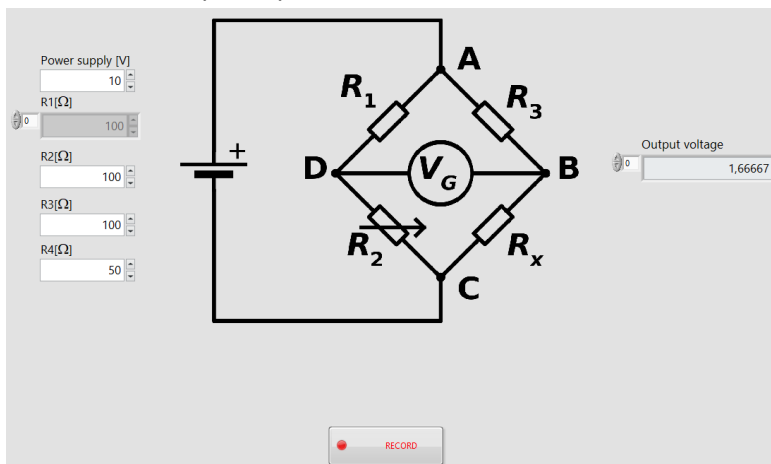 Power supply [V]
10
R1[Ω]
0
100
R2[Ω]
100
R3[Ω]
100
R4[Ω]
50
+
A
R1
R3
D
VG
B
R2
Rx
C
Output voltage
0
1,66667
RECORD